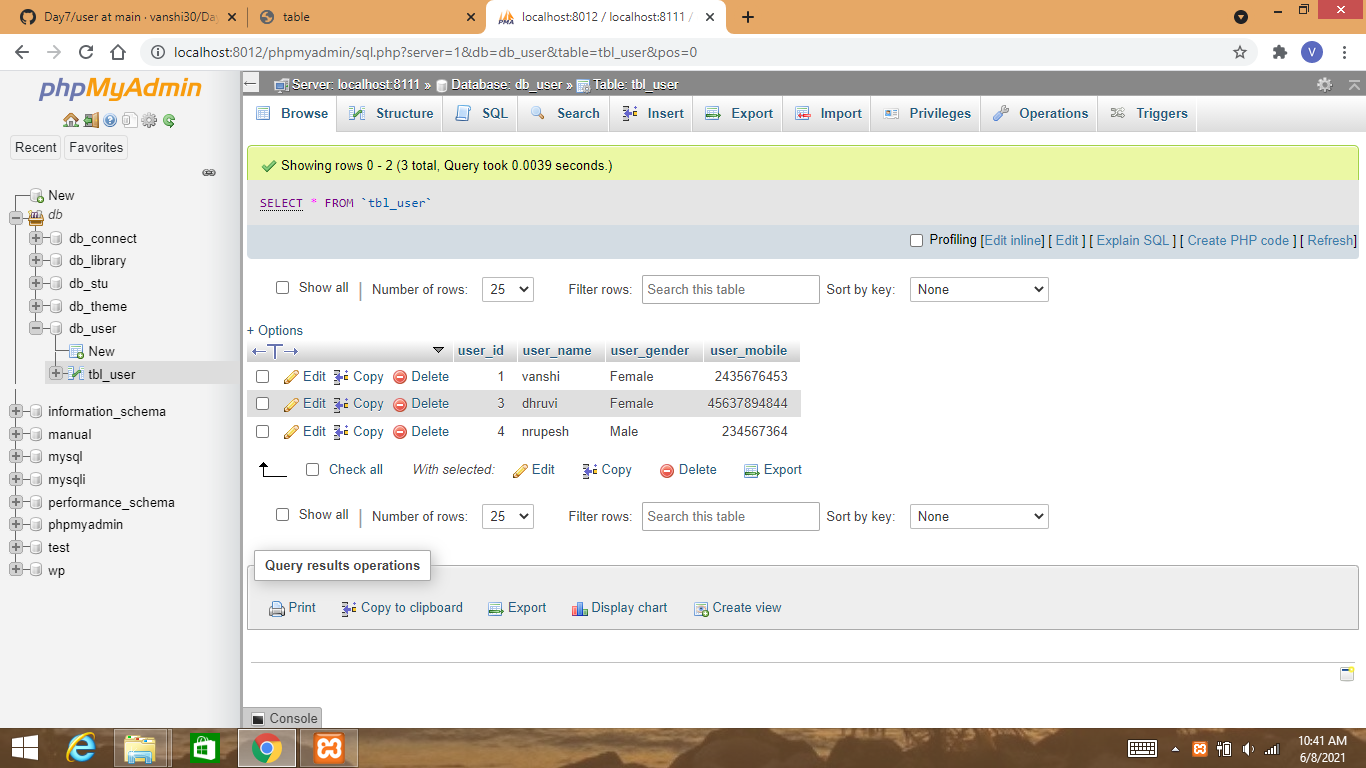 Day7/user at main · vanshi30/Day
table
localhost:8012 / localhost:8111 /
localhost:8012/phpmyadmin/sql.php?server=1&db=db_user&table=tbl_user&pos=0
V
phpMyAdmin
Recent
Favorites
New
db
db_connect
db_library
db_stu
db_theme
db_user
New
tbl_user
information_schema
manual
mysql
mysqli
performance_schema
phpmyadmin
test
wp
Server: localhost:8111 » Database: db_user » Table: tbl_user
Browse Structure SQL Search Insert Export Import Privileges Operations Triggers
Showing rows 0 - 2 (3 total, Query took 0.0039 seconds.)
SELECT * FROM `tbl_user`
Profiling [Edit inline] [ Edit ] [ Explain SQL ] [ Create PHP code ] [ Refresh]
Show all | Number of rows: 25 Filter rows: Search this table Sort by key: None
+ Options
user_id user_name user_gender user_mobile
Edit Copy Delete 1 vanshi Female 2435676453
Edit Copy Delete 3 dhruvi Female 45637894844
Edit Copy Delete 4 nrupesh Male 234567364
Check all With selected: Edit Copy Delete Export
Show all | Number of rows: 25 Filter rows: Search this table Sort by key: None
Query results operations
Print Copy to clipboard Export Display chart Create view
Console
10:41 AM
6/8/2021